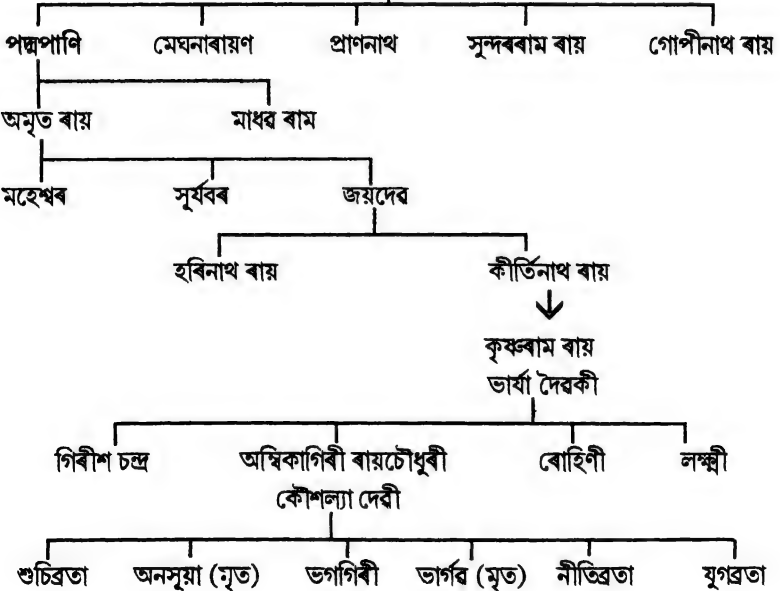 পদ্মপাণি মেঘনাৰায়ণ প্ৰাণনাথ সুন্দৰৰাম ৰায় গোপীনাথ ৰায়
অমৃত ৰায় মাধৱ ৰাম
মহেশ্বৰ সূৰ্যবৰ জয়দেৱ
হৰিনাথ ৰায় কীৰ্তিনাথ ৰায়
কৃষ্ণৰাম ৰায়
ভাৰ্যা দৈৱকী
গিৰীশ চন্দ্ৰ অম্বিকাগিৰী ৰায়চৌধুৰী ৰোহিণী লক্ষ্মী
কৌশল্যা দেৱী
শুচিব্ৰতা অনসূয়া (মৃত) ভগগিৰী ভাৰ্গৱ (মৃত) নীতিব্ৰতা যুগব্ৰতা